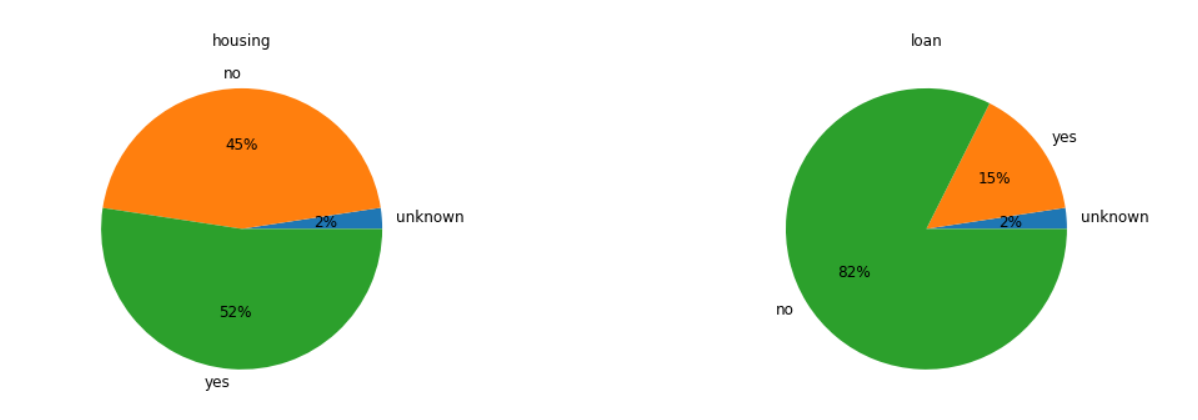 housing
no
45%
2%
unknown
52%
yes
loan
yes
15%
2%
unknown
82%
no